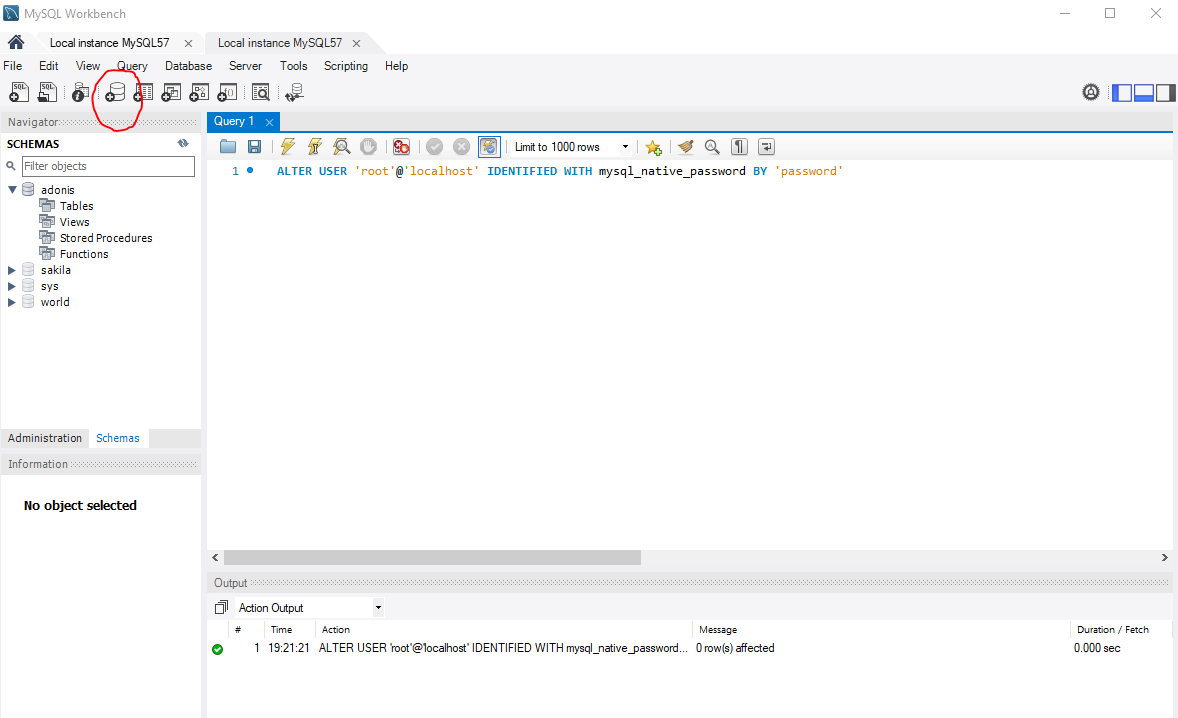 MySQL Workbench
Local instance MySQL57 Local instance MySQL57
File Edit View Query Database Server Tools Scripting Help
SQL SQL
Navigator
Query 1
SCHEMAS
Limit to 1000 rows
Filter objects
1 ALTER USER 'root'@'localhost' IDENTIFIED WITH mysql_native_password BY 'password'
adonis
Tables
Views
Stored Procedures
Functions
sakila
sys
world
Administration Schemas
Information
No object selected
Output
Action Output
# Time Action Message Duration / Fetch
1 19:21:21 ALTER USER 'root'@'localhost' IDENTIFIED WITH mysql_native_password... 0 row(s) affected 0.000 sec